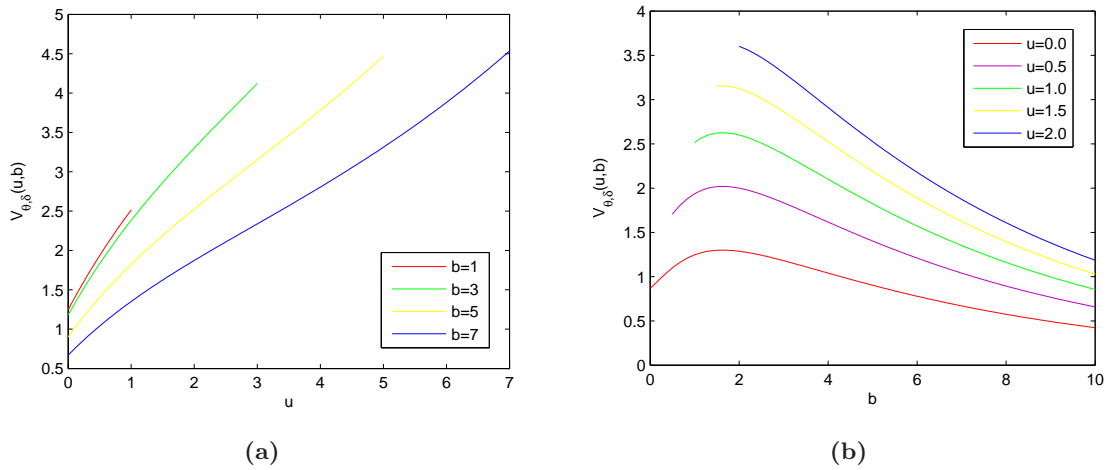 5
4.5
4
3.5
3
2.5
2
1.5
1
0.5
0 1 2 3 4 5 6 7
u
V_{θ,δ}(u,b)
b=1
b=3
b=5
b=7
(a)
4
3.5
3
2.5
2
1.5
1
0.5
0
0 2 4 6 8 10
b
V_{θ,δ}(u,b)
u=0.0
u=0.5
u=1.0
u=1.5
u=2.0
(b)